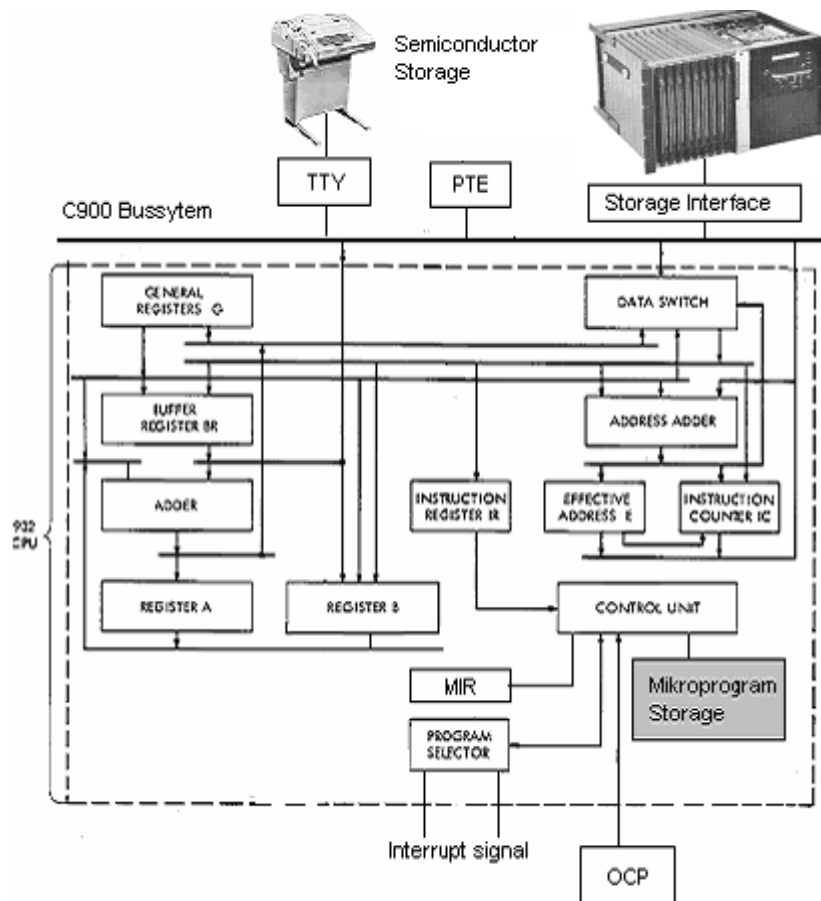 Semiconductor
Storage
TTY
PTE
Storage Interface
C900 Bussytem
GENERAL
REGISTERS G
DATA SWITCH
BUFFER
REGISTER BR
ADDRESS ADDER
ADDER
INSTRUCTION
REGISTER IR
EFFECTIVE
ADDRESS E
INSTRUCTION
COUNTER IC
932
CPU
REGISTER A
REGISTER B
CONTROL UNIT
MIR
Mikroprogram
Storage
PROGRAM
SELECTOR
Interrupt signal
OCP